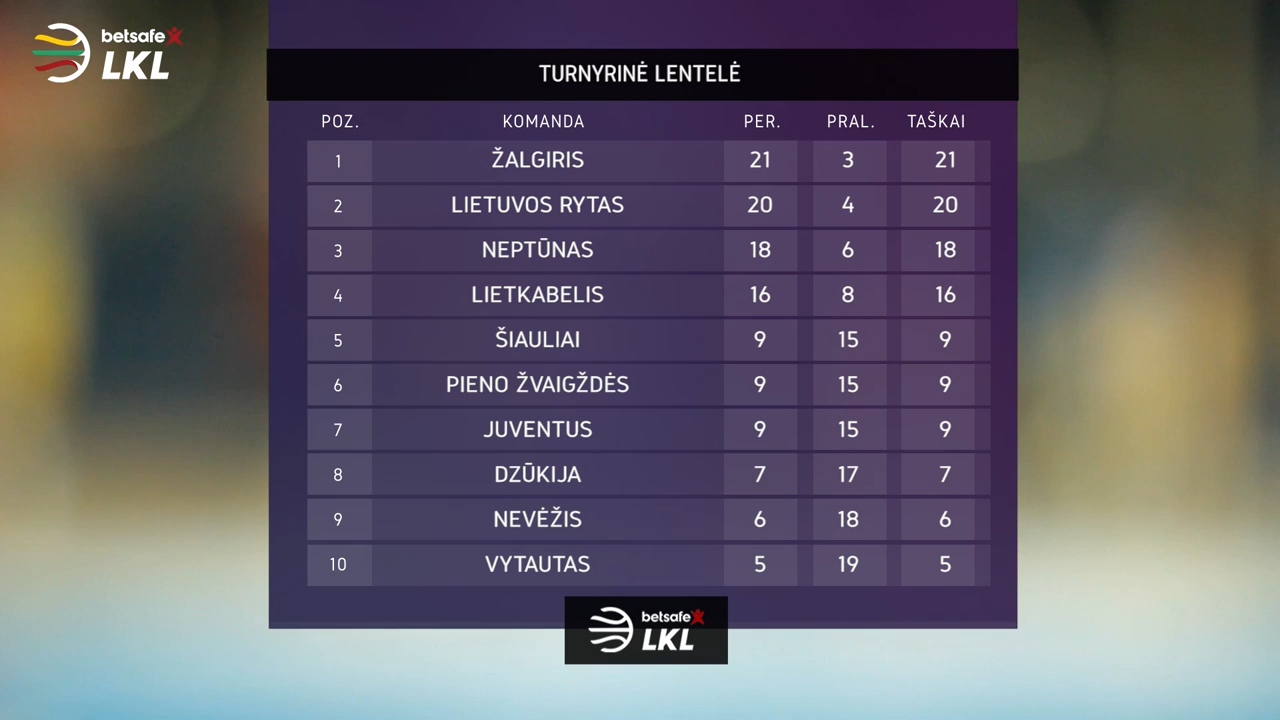 betsafe
LKL
TURNYRINĖ LENTELĖ
POZ. KOMANDA PER. PRAL. TAŠKAI
1 ŽALGIRIS 21 3 21
2 LIETUVOS RYTAS 20 4 20
3 NEPTŪNAS 18 6 18
4 LIETKABELIS 16 8 16
5 ŠIAULIAI 9 15 9
6 PIENO ŽVAIGŽDĖS 9 15 9
7 JUVENTUS 9 15 9
8 DZŪKIJA 7 17 7
9 NEVĖŽIS 6 18 6
10 VYTAUTAS 5 19 5
betsafe
LKL